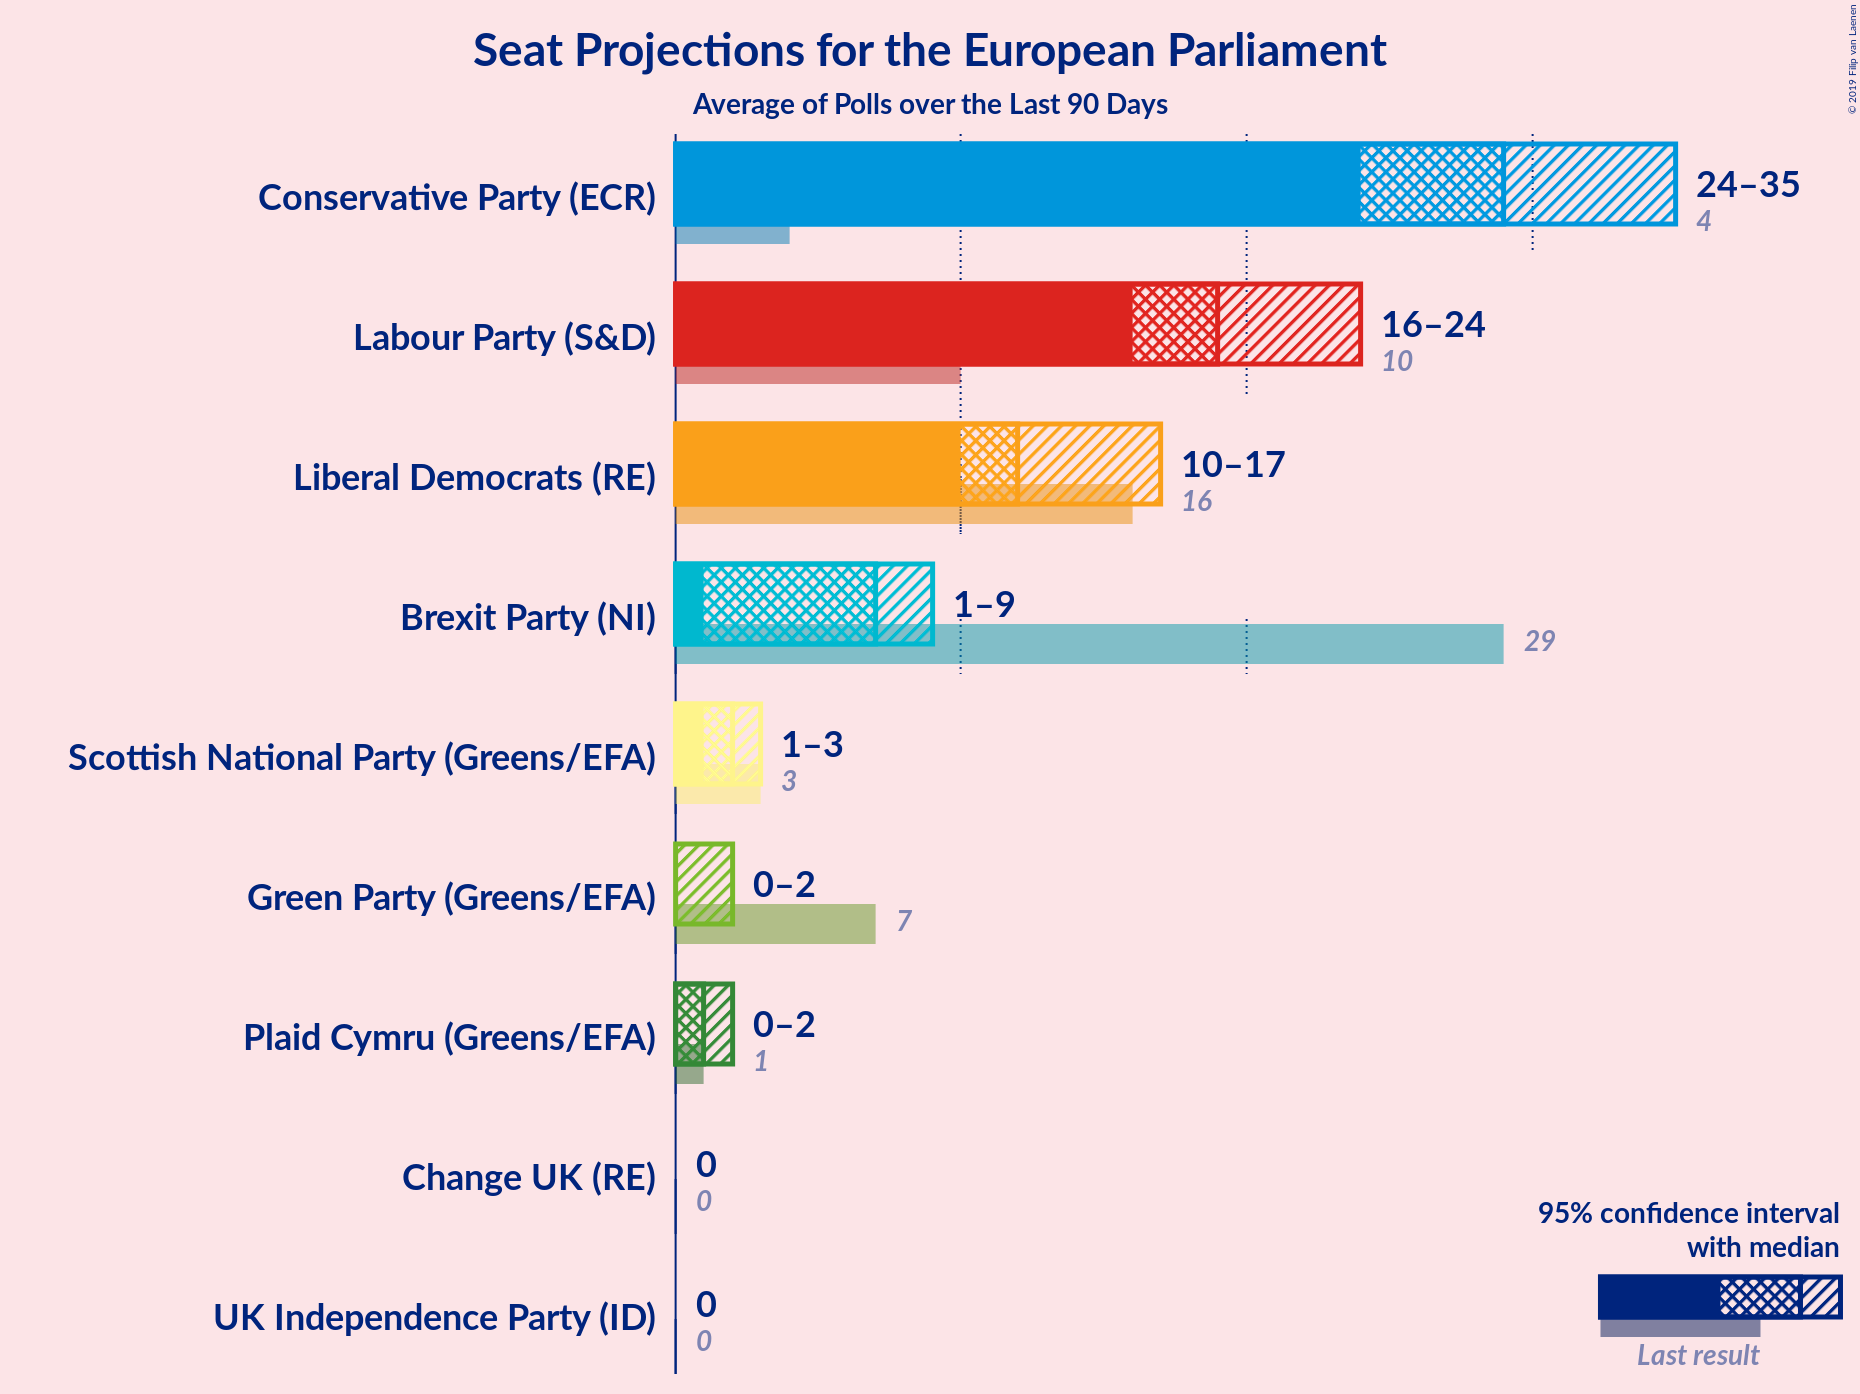 Seat Projections for the European Parliament
Average of Polls over the Last 90 Days
© 2019 Filip van Laenen
Conservative Party (ECR)
24–35
4
Labour Party (S&D)
16–24
10
Liberal Democrats (RE)
10–17
16
Brexit Party (NI)
1–9
29
Scottish National Party (Greens/EFA)
1–3
3
Green Party (Greens/EFA)
0–2
7
Plaid Cymru (Greens/EFA)
0–2
1
Change UK (RE)
0
0
UK Independence Party (ID)
0
0
95% confidence interval
with median
Last result